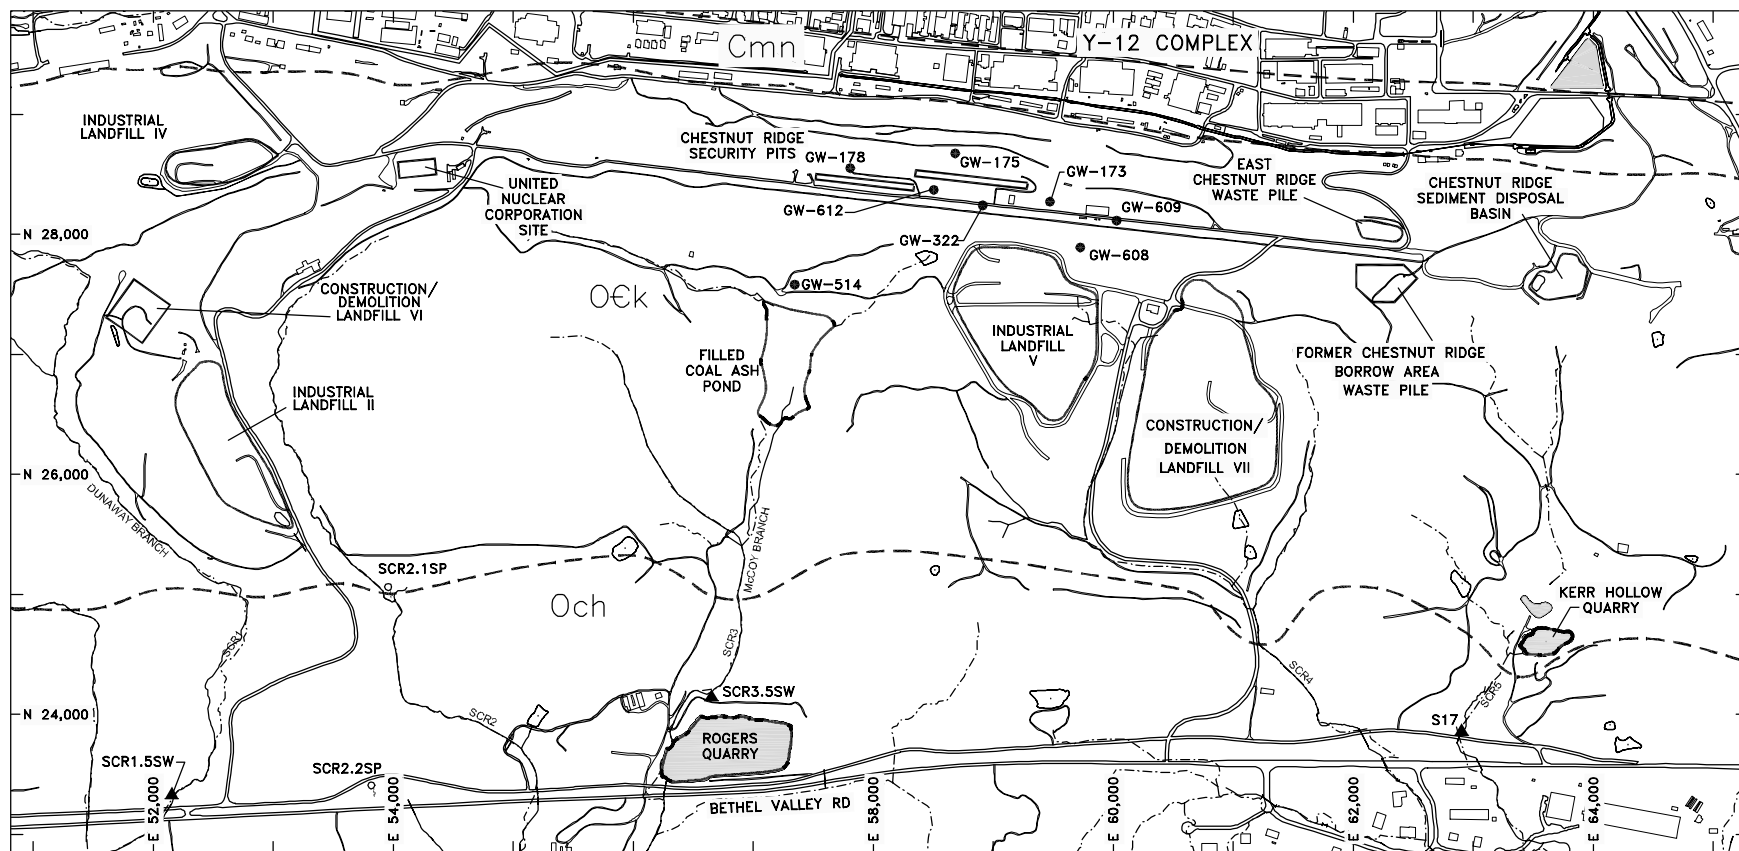 Cmn
Y-12 COMPLEX
INDUSTRIAL
LANDFILL IV
CHESTNUT RIDGE
SECURITY PITS
GW-178
GW-175
GW-173
EAST
CHESTNUT RIDGE
WASTE PILE
CHESTNUT RIDGE
SEDIMENT DISPOSAL
BASIN
UNITED
NUCLEAR
CORPORATION
SITE
GW-612
GW-609
N 28,000
GW-322
GW-608
GW-514
CONSTRUCTION/
DEMOLITION
LANDFILL VI
O€k
INDUSTRIAL
LANDFILL
V
FILLED
COAL ASH
POND
FORMER CHESTNUT RIDGE
BORROW AREA
WASTE PILE
INDUSTRIAL
LANDFILL II
CONSTRUCTION/
DEMOLITION
LANDFILL VII
N 26,000
DUNAWAY BRANCH
McCOY BRANCH
SCR2.1SP
Och
KERR HOLLOW
QUARRY
SCR1
SCR3
SCR4
SCR5
SCR3.5SW
SCR2
N 24,000
S17
ROGERS
QUARRY
SCR1.5SW
SCR2.2SP
BETHEL VALLEY RD
E 52,000
E 54,000
E 58,000
E 60,000
E 62,000
E 64,000